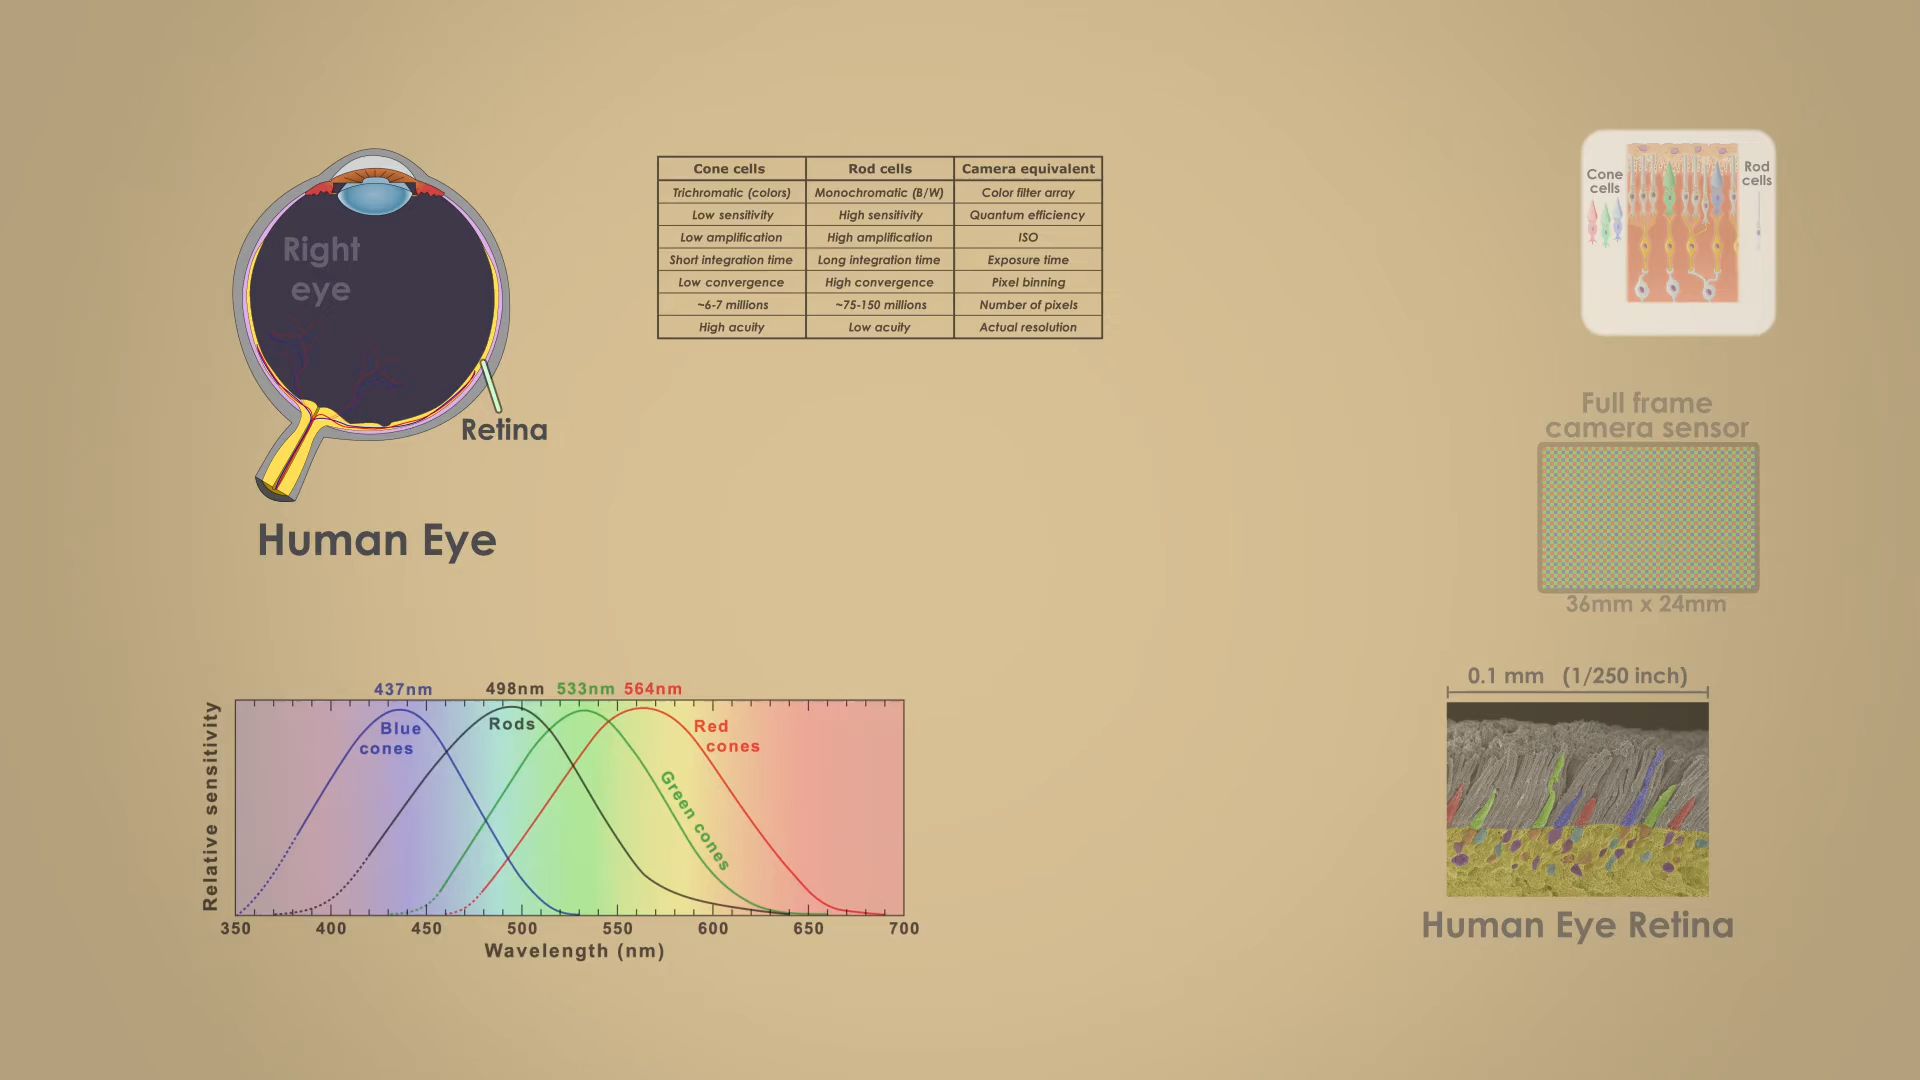 Right
eye
Retina
Human Eye
Cone cells Rod cells Camera equivalent
Trichromatic (colors) Monochromatic (B/W) Color filter array
Low sensitivity High sensitivity Quantum efficiency
Low amplification High amplification ISO
Short integration time Long integration time Exposure time
Low convergence High convergence Pixel binning
~6-7 millions ~75-150 millions Number of pixels
High acuity Low acuity Actual resolution
Cone
cells
Rod
cells
Full frame
camera sensor
36mm x 24mm
437nm 498nm 533nm 564nm
Blue
cones
Rods
Red
cones
Green cones
Relative sensitivity
350 400 450 500 550 600 650 700
Wavelength (nm)
0.1 mm (1/250 inch)
Human Eye Retina